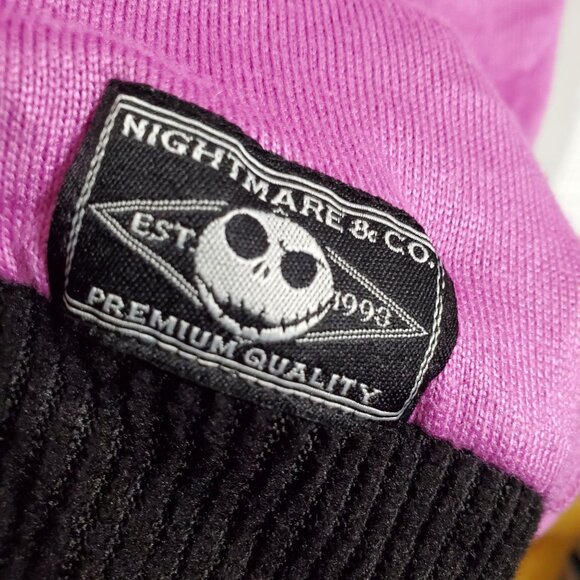 NIGHTMARE & CO.
EST. 1993
PREMIUM QUALITY